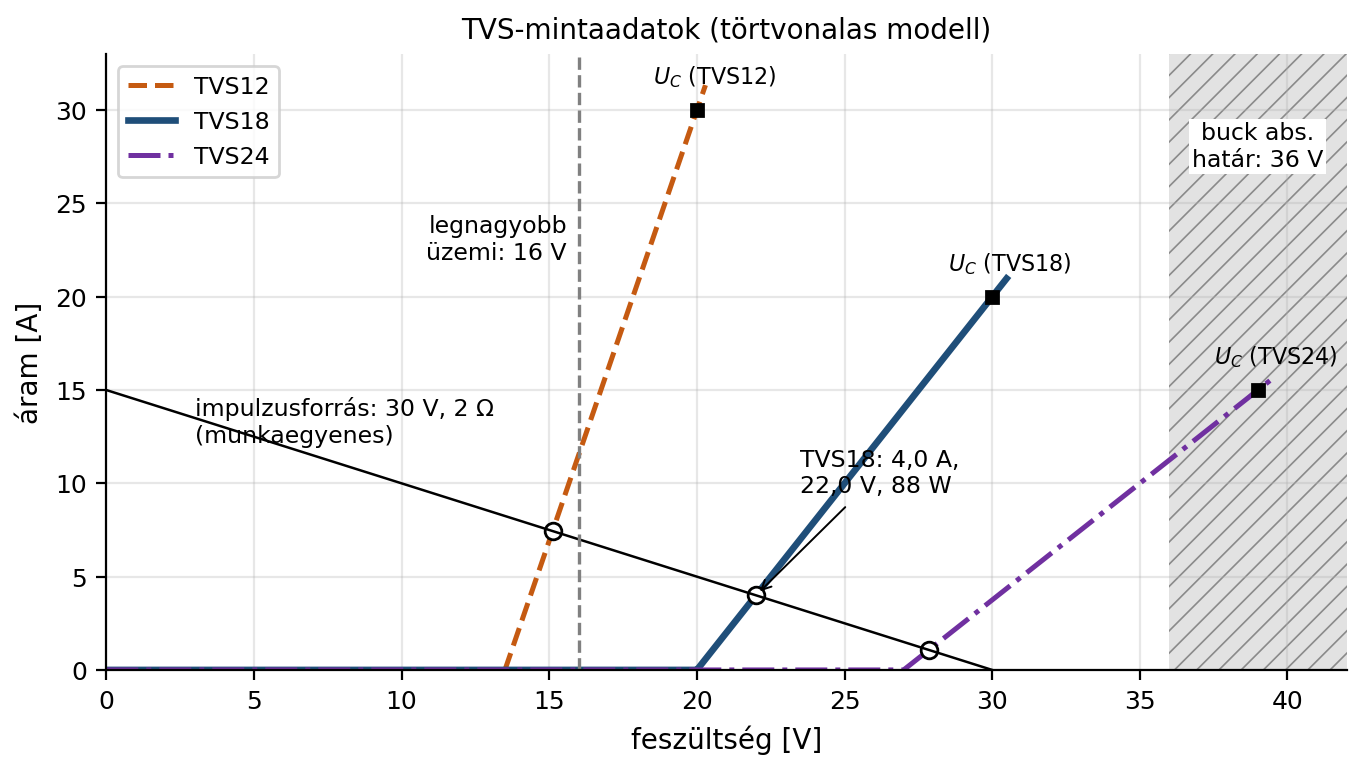 TVS-mintaadatok (törtvonalas modell)
TVS12
TVS18
TVS24
U_C (TVS12)
buck abs.
határ: 36 V
legnagyobb
üzemi: 16 V
U_C (TVS18)
U_C (TVS24)
impulzusforrás: 30 V, 2 Ω
(munkaegyenes)
TVS18: 4,0 A,
22,0 V, 88 W
áram [A]
30
25
20
15
10
5
0
0 5 10 15 20 25 30 35 40
feszültség [V]